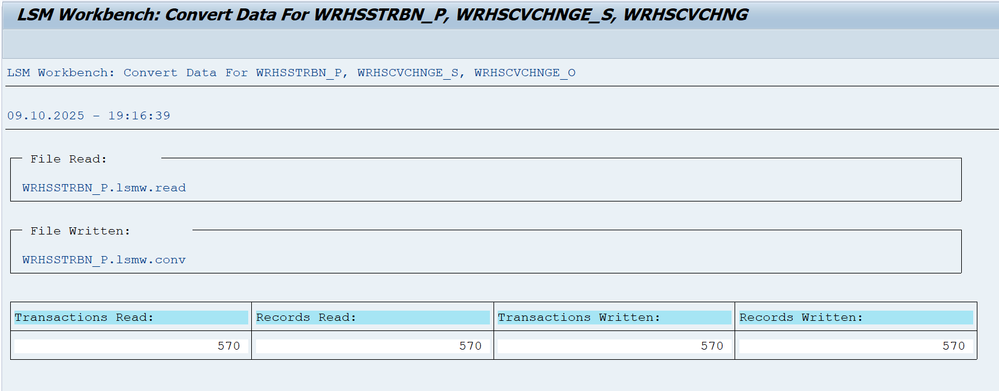 LSM Workbench: Convert Data For WRHSSTRBN_P, WRHSCVCHNGE_S, WRHSCVCHNG
LSM Workbench: Convert Data For WRHSSTRBN_P, WRHSCVCHNGE_S, WRHSCVCHNGE_O
09.10.2025 - 19:16:39
File Read:
WRHSSTRBN_P.lsmw.read
File Written:
WRHSSTRBN_P.lsmw.conv
Transactions Read: Records Read: Transactions Written: Records Written:
570 570 570 570